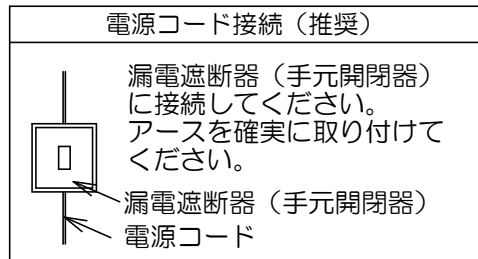 電源コード接続（推奨）
漏電遮断器（手元開閉器）
に接続してください。
アースを確実に取り付けて
ください。
漏電遮断器（手元開閉器）
電源コード